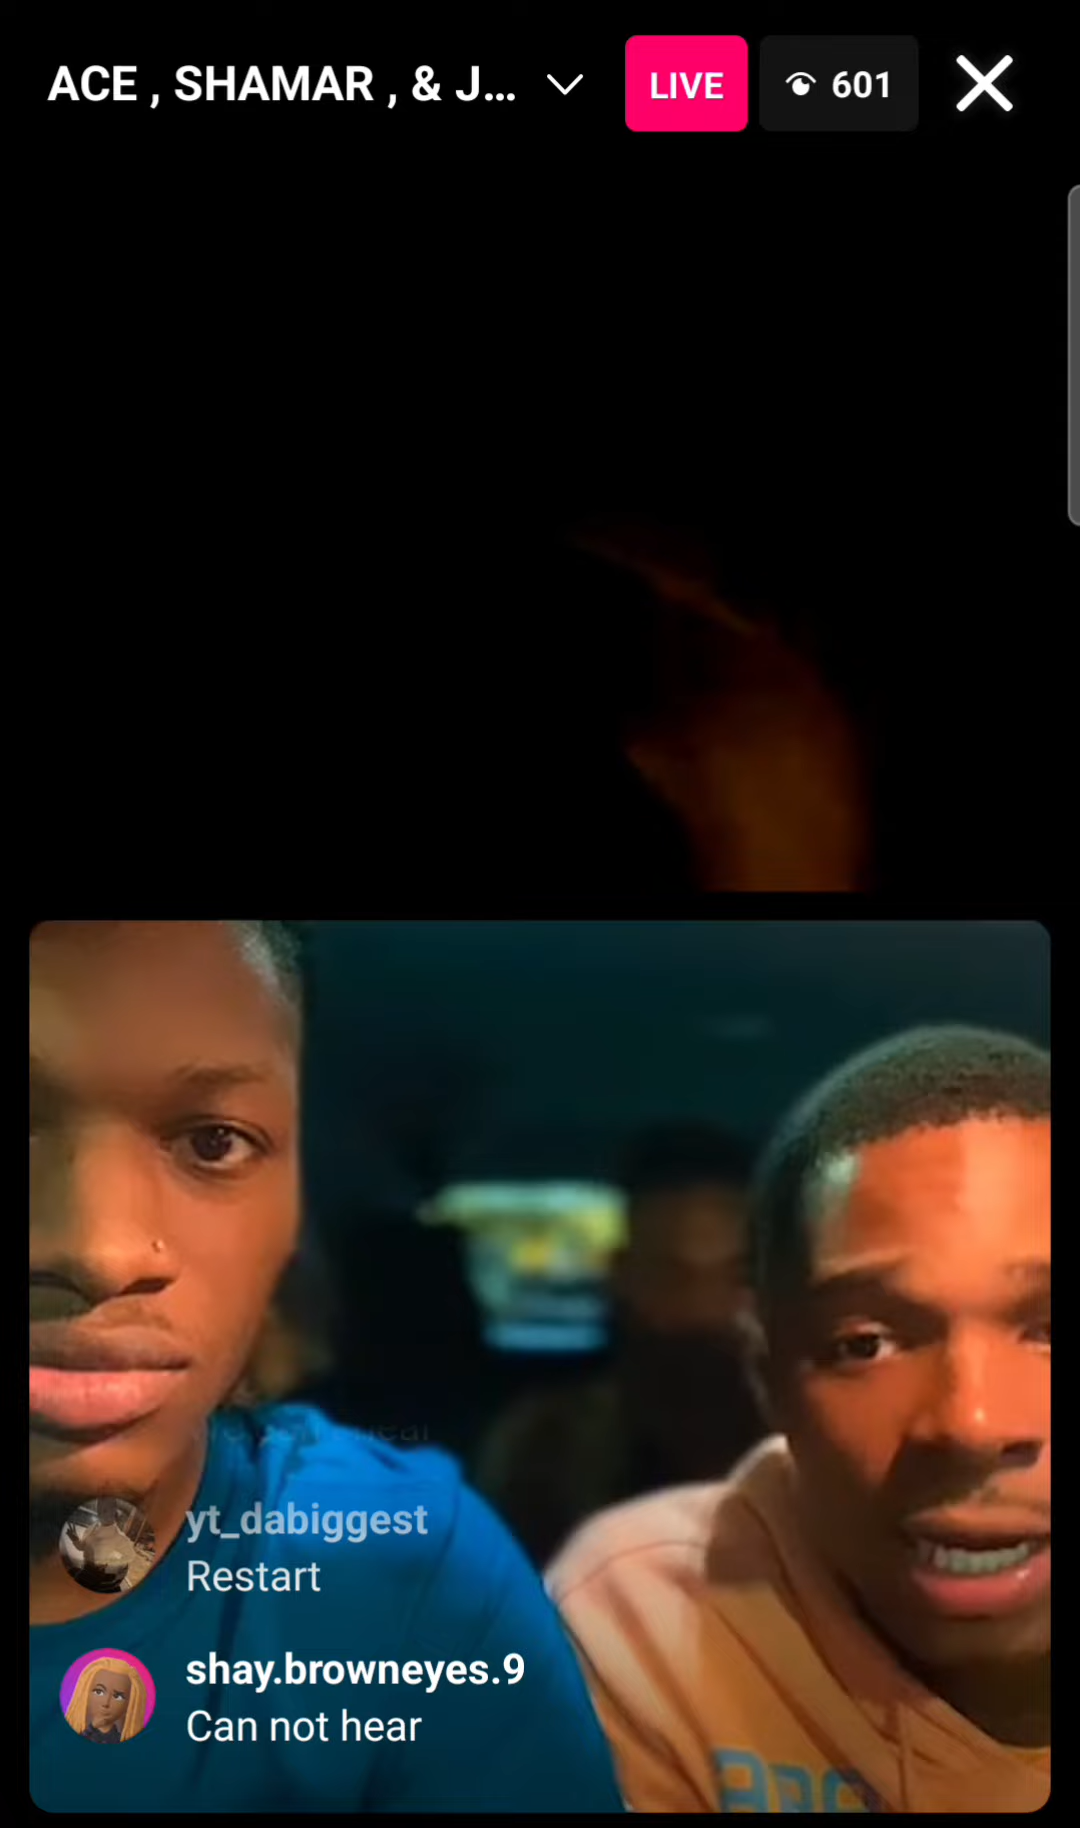 ACE , SHAMAR , & J...
LIVE
601
yt_dabiggest
Restart
shay.browneyes.9
Can not hear